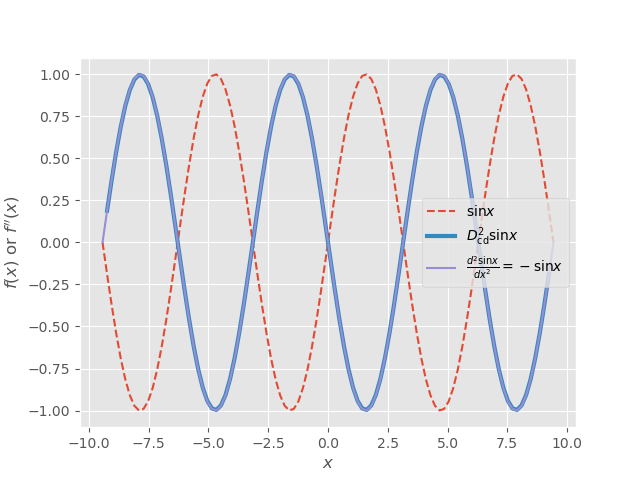 1.00
0.75
0.50
0.25
0.00
−0.25
−0.50
−0.75
−1.00
f(x) or f′′(x)
sinx
D²cd sinx
d² sinx/dx² = − sinx
−10.0 −7.5 −5.0 −2.5 0.0 2.5 5.0 7.5 10.0
x